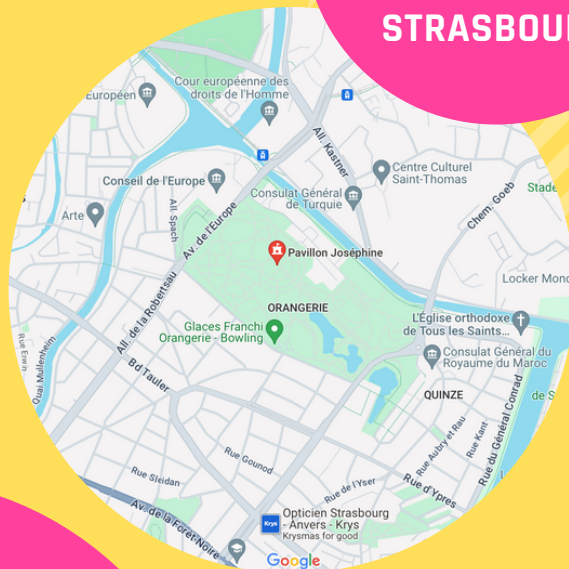 STRASBOU
Cour européenne des
droits de l'Homme
Européen
All. Kastner
Centre Culturel
Saint-Thomas
Conseil de l'Europe
Consulat Général
de Turquie
Chem. Goeb
Stade
Arte
All. Spach
Av. de l'Europe
Pavillon Joséphine
Locker Mond
All. de la Robertsau
ORANGERIE
L'Église orthodoxe
de Tous les Saints...
Glaces Franchi
Orangerie - Bowling
Consulat Général du
Royaume du Maroc
Rue Erwin
Quai Mullenheim
Bd Tauler
QUINZE
de S
Rue du Général Conrad
Rue Aubry et Rau
Rue Kant
Rue Gounod
Rue Sleidan
Rue de l'Yser
Rue d'Ypres
Av. de la Forêt-Noire
Krys
Opticien Strasbourg
- Anvers - Krys
Krysmas for good
Google